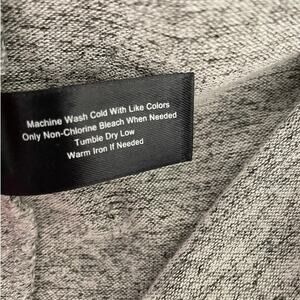 Machine Wash Cold With Like Colors
Only Non-Chlorine Bleach When Needed
Tumble Dry Low
Warm Iron If Needed